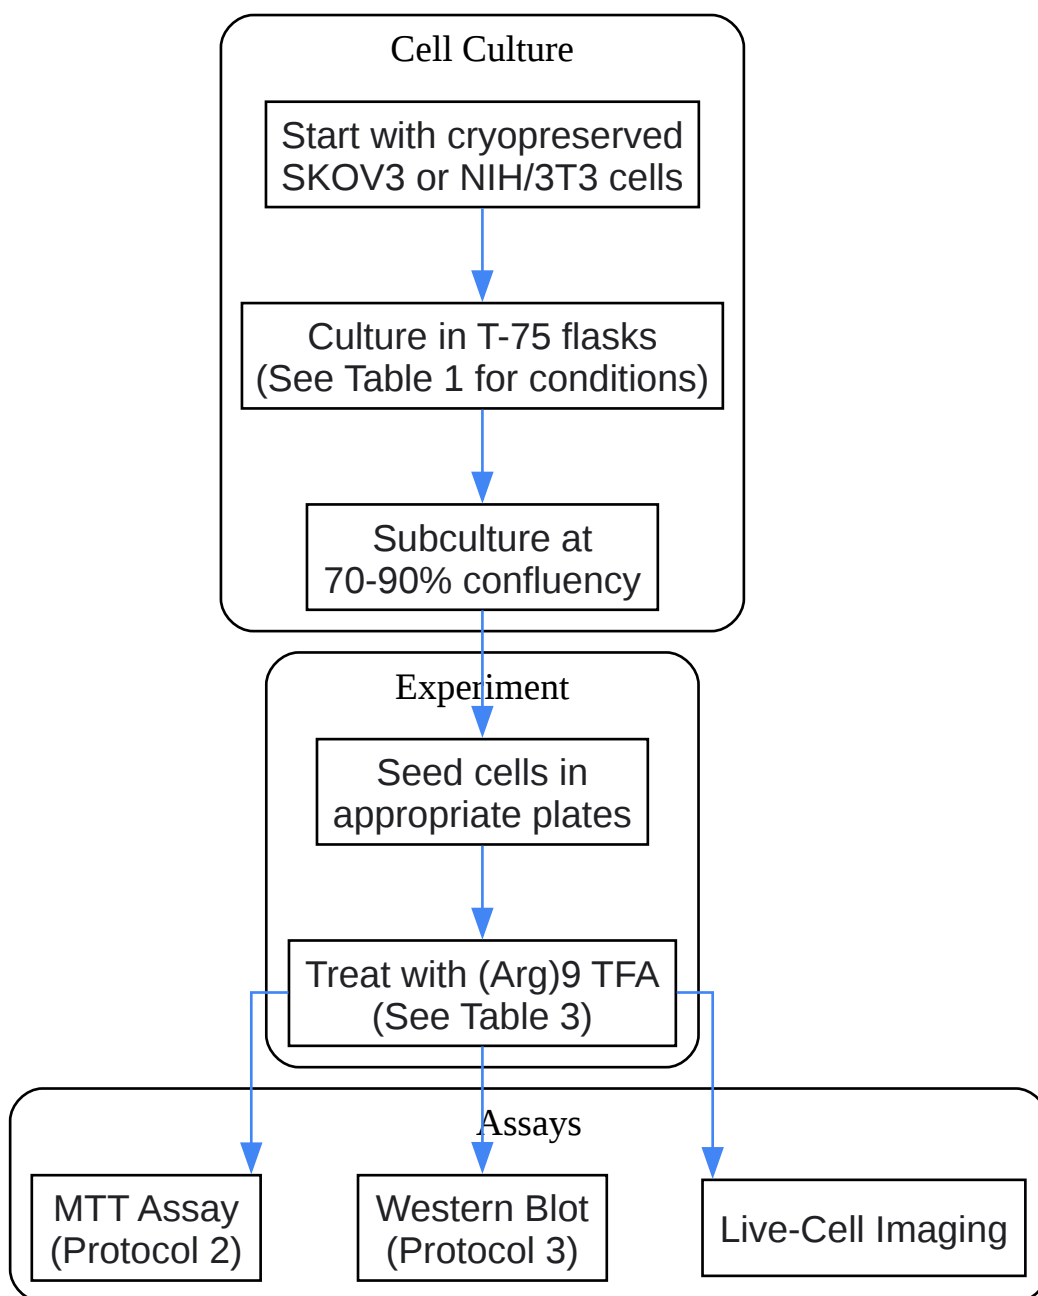 Cell Culture
Start with cryopreserved
SKOV3 or NIH/3T3 cells
Culture in T-75 flasks
(See Table 1 for conditions)
Subculture at
70-90% confluency
Experiment
Seed cells in
appropriate plates
Treat with (Arg)9 TFA
(See Table 3)
Assays
MTT Assay
(Protocol 2)
Western Blot
(Protocol 3)
Live-Cell Imaging